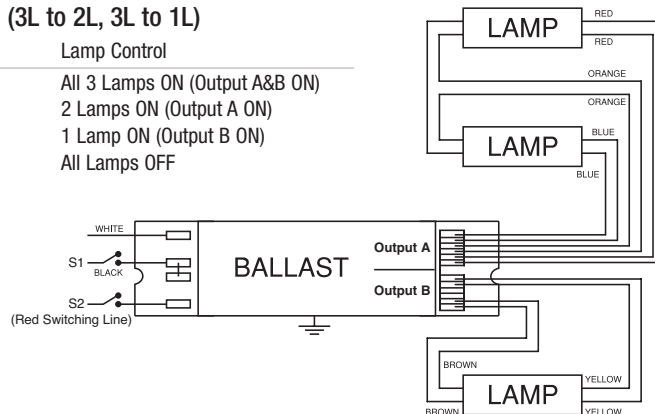 (3L to 2L, 3L to 1L)
Lamp Control
All 3 Lamps ON (Output A&B ON)
2 Lamps ON (Output A ON)
1 Lamp ON (Output B ON)
All Lamps OFF
LAMP
RED
RED
ORANGE
ORANGE
LAMP
BLUE
BLUE
WHITE
S1
BLACK
S2
(Red Switching Line)
BALLAST
Output A
Output B
BROWN
BROWN
LAMP
YELLOW
YELLOW